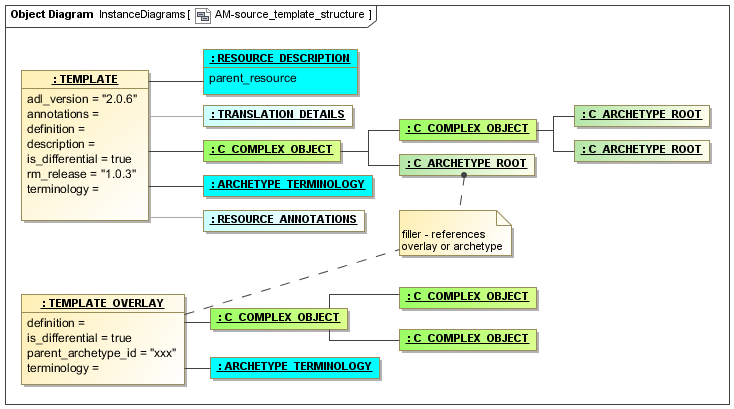 Object Diagram InstanceDiagrams [ AM-source_template_structure ]
: TEMPLATE
adl_version = "2.0.6"
annotations =
definition =
description =
is_differential = true
rm_release = "1.0.3"
terminology =
: RESOURCE_DESCRIPTION
parent_resource
: TRANSLATION_DETAILS
: C_COMPLEX_OBJECT
: ARCHETYPE_TERMINOLOGY
: RESOURCE_ANNOTATIONS
: C_COMPLEX_OBJECT
: C_ARCHETYPE_ROOT
: C_ARCHETYPE_ROOT
: C_ARCHETYPE_ROOT
filler - references
overlay or archetype
: TEMPLATE_OVERLAY
definition =
is_differential = true
parent_archetype_id = "xxx"
terminology =
: C_COMPLEX_OBJECT
: ARCHETYPE_TERMINOLOGY
: C_COMPLEX_OBJECT
: C_COMPLEX_OBJECT